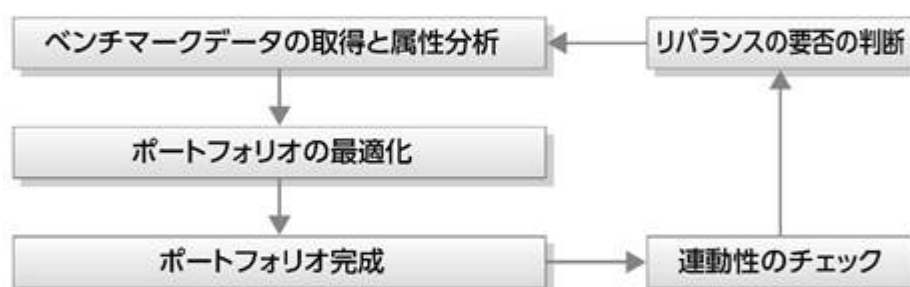 ベンチマークデータの取得と属性分析
リバランスの要否の判断
ポートフォリオの最適化
ポートフォリオ完成
連動性のチェック